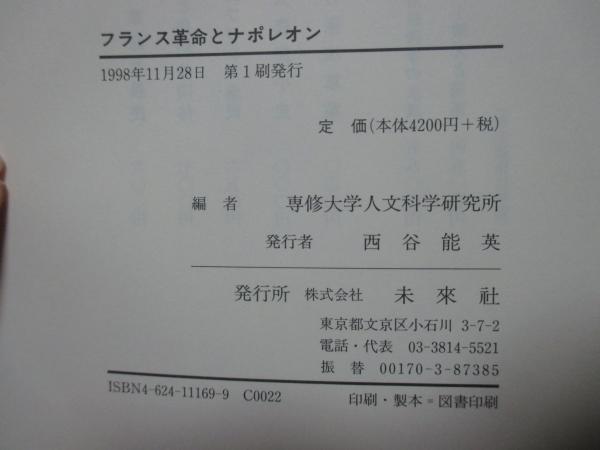 フランス革命とナポレオン
1998年11月28日　第1刷発行
定　価(本体4200円＋税)
編　者　専修大学人文科学研究所
発行者　西　谷　能　英
発行所　株式会社　未　來　社
東京都文京区小石川 3-7-2
電話・代表　03-3814-5521
振　替　00170-3-87385
ISBN4-624-11169-9　C0022　印刷・製本＝図書印刷